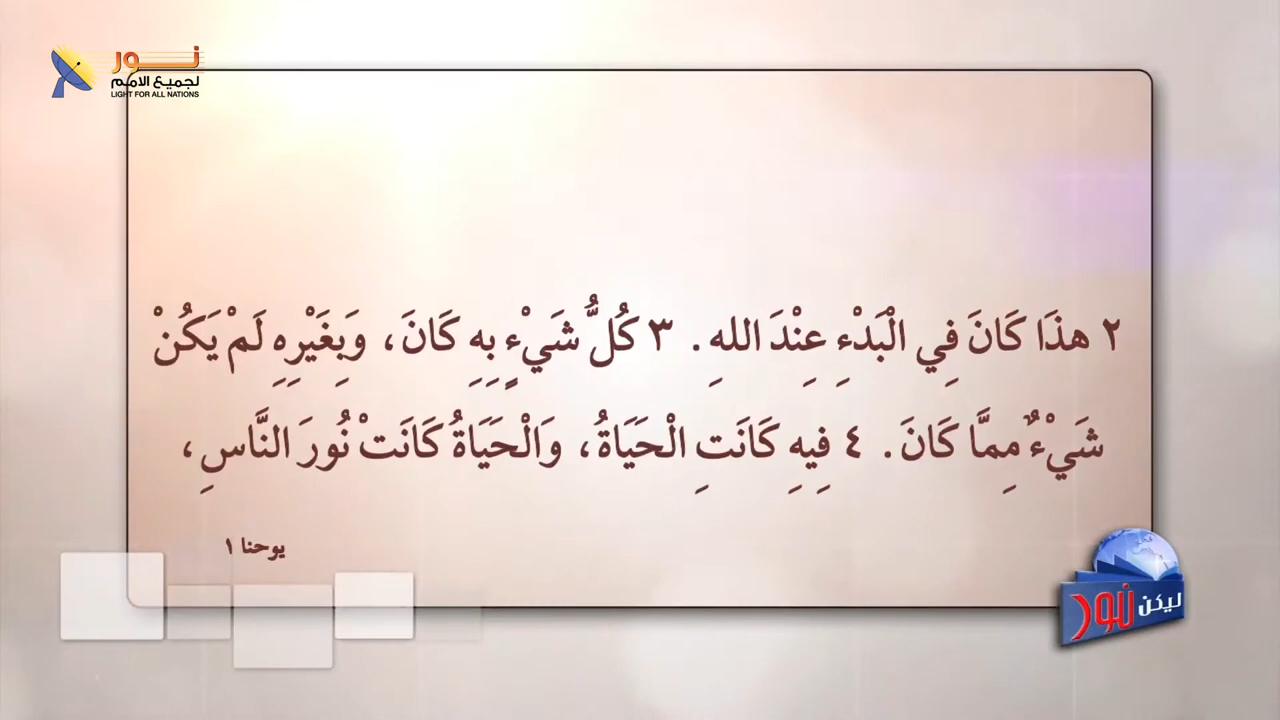 نـــور
لجميع الامم
LIGHT FOR ALL NATIONS
٢ هذَا كَانَ فِي الْبَدْءِ عِنْدَ اللهِ. ٣ كُلُّ شَيْءٍ بِهِ كَانَ، وَبِغَيْرِهِ لَمْ يَكُنْ
شَيْءٌ مِمَّا كَانَ. ٤ فِيهِ كَانَتِ الْحَيَاةُ، وَالْحَيَاةُ كَانَتْ نُورَ النَّاسِ،
يوحنا ١
ليكن نور